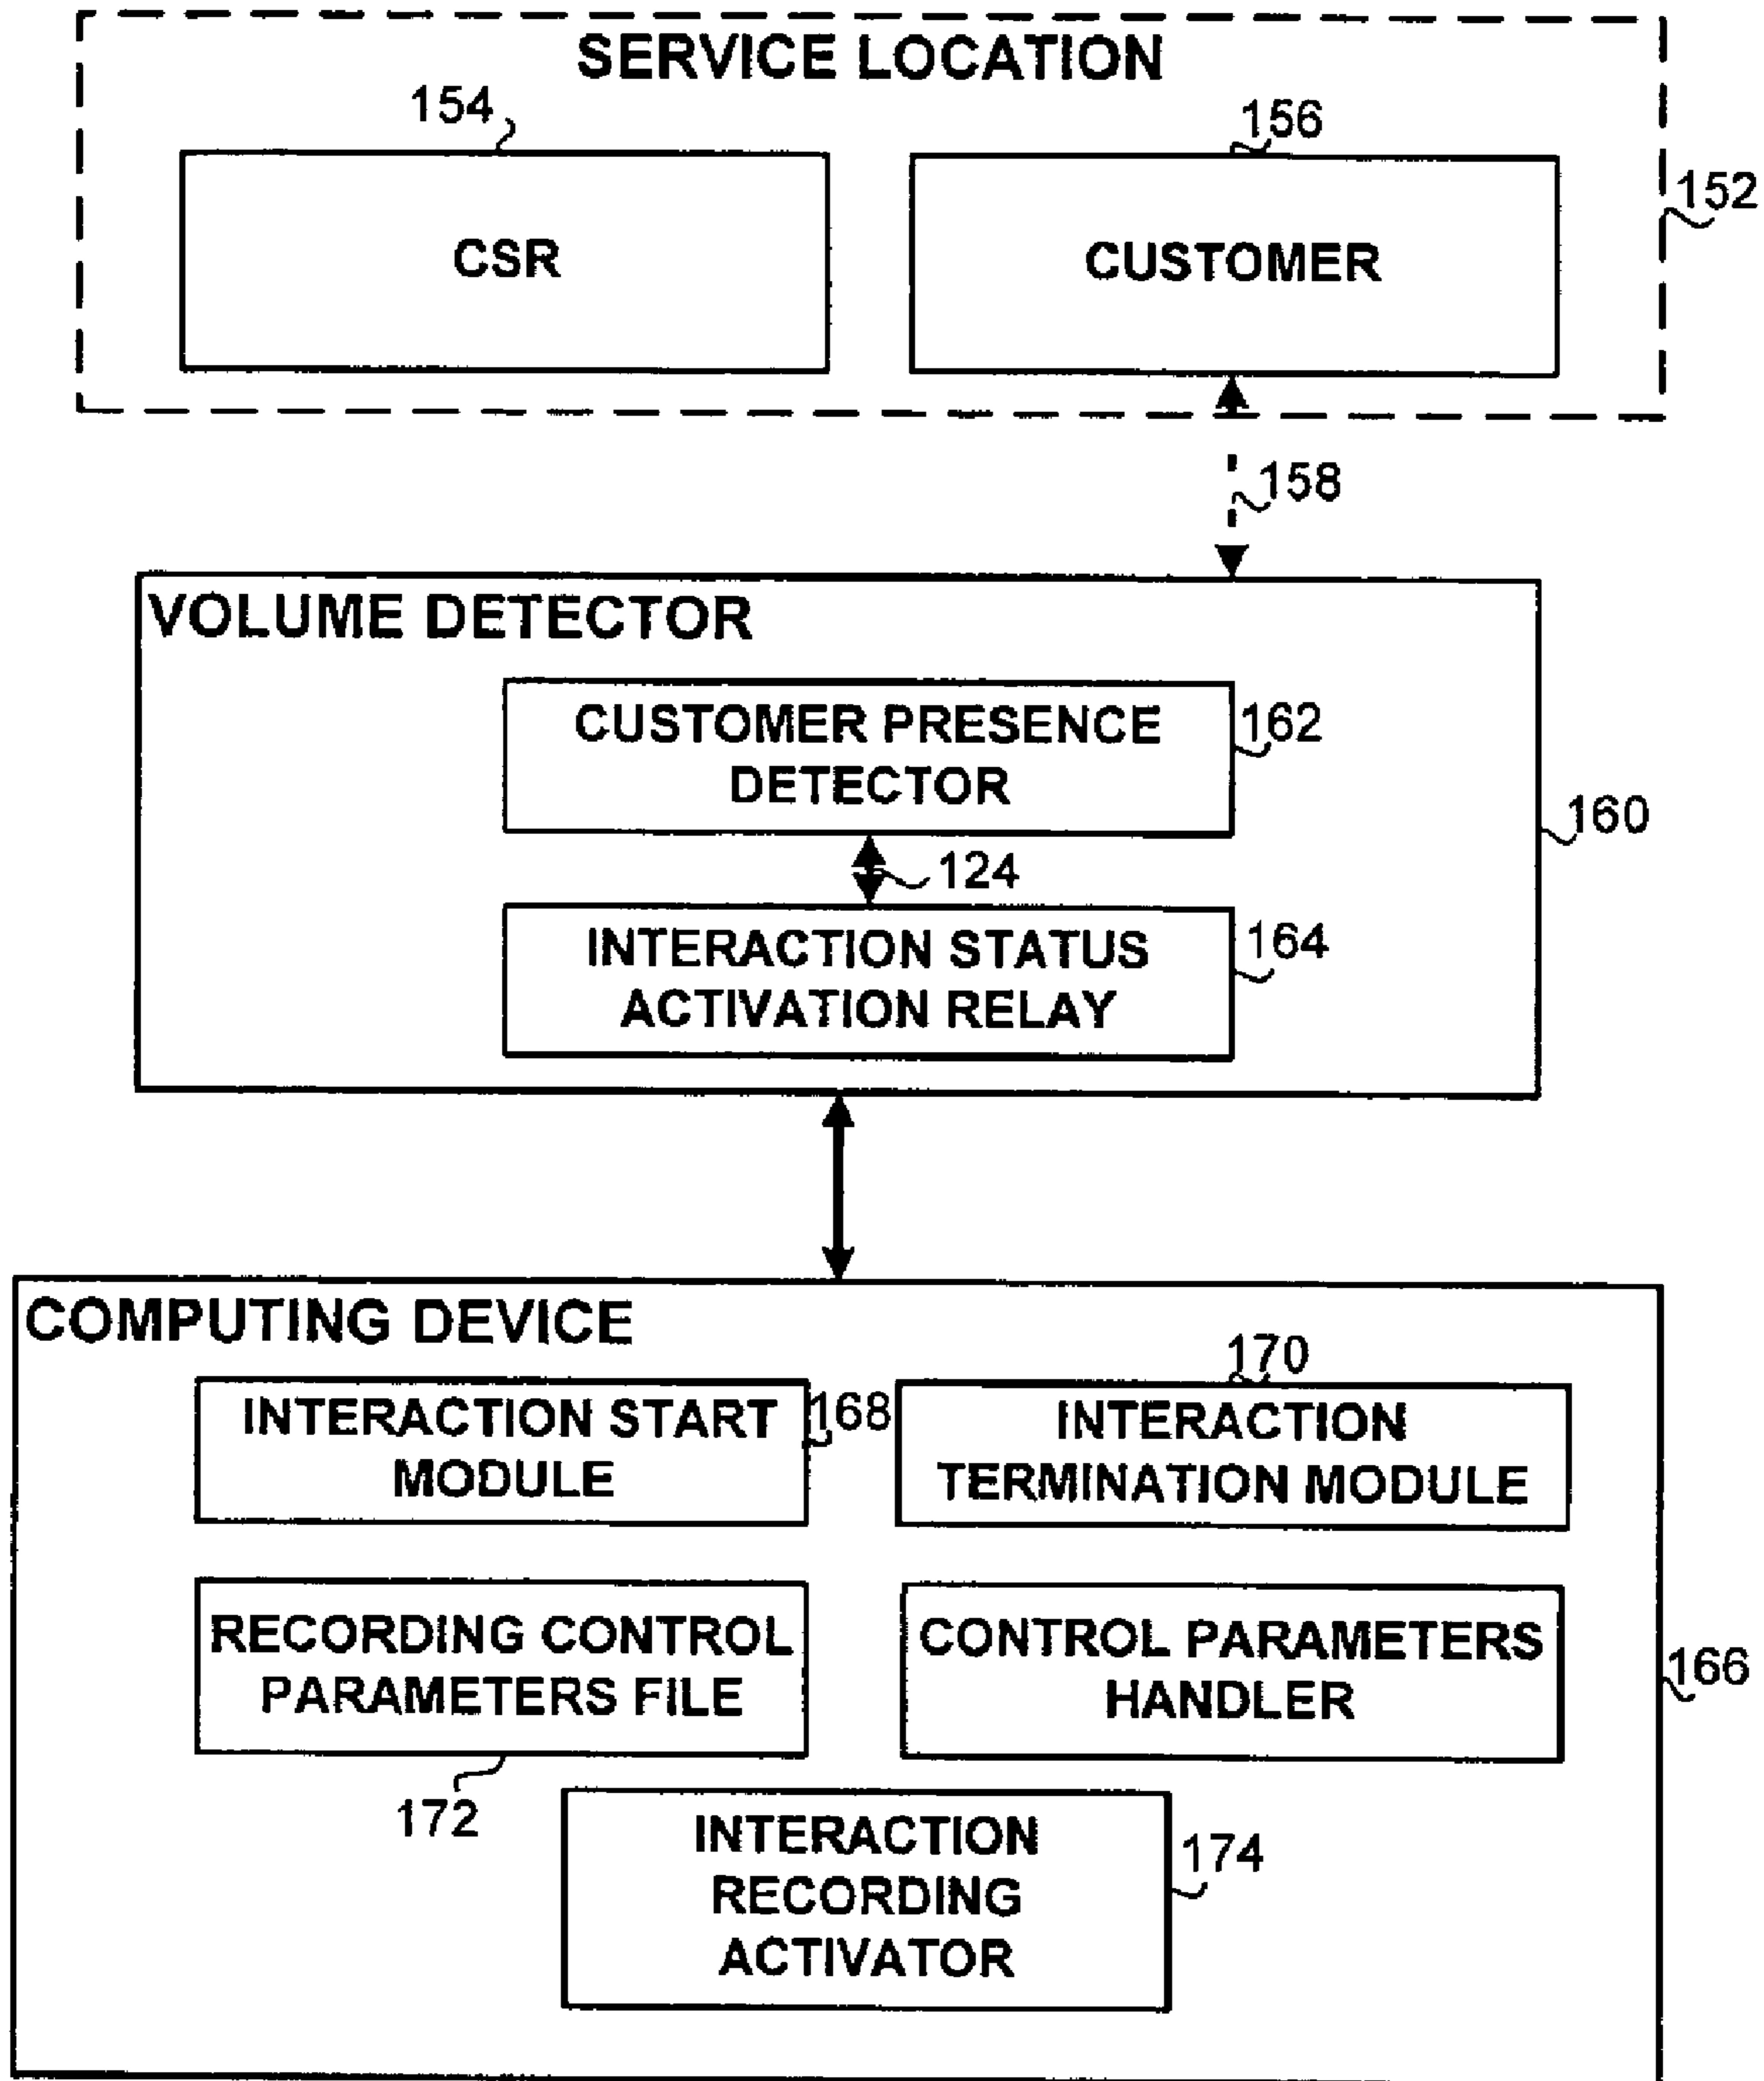 SERVICE LOCATION
154
156
152
CSR
CUSTOMER
158
VOLUME DETECTOR
CUSTOMER PRESENCE
DETECTOR
162
160
124
INTERACTION STATUS
ACTIVATION RELAY
164
COMPUTING DEVICE
170
INTERACTION START
MODULE
168
INTERACTION
TERMINATION MODULE
RECORDING CONTROL
PARAMETERS FILE
CONTROL PARAMETERS
HANDLER
166
172
INTERACTION
RECORDING
ACTIVATOR
174